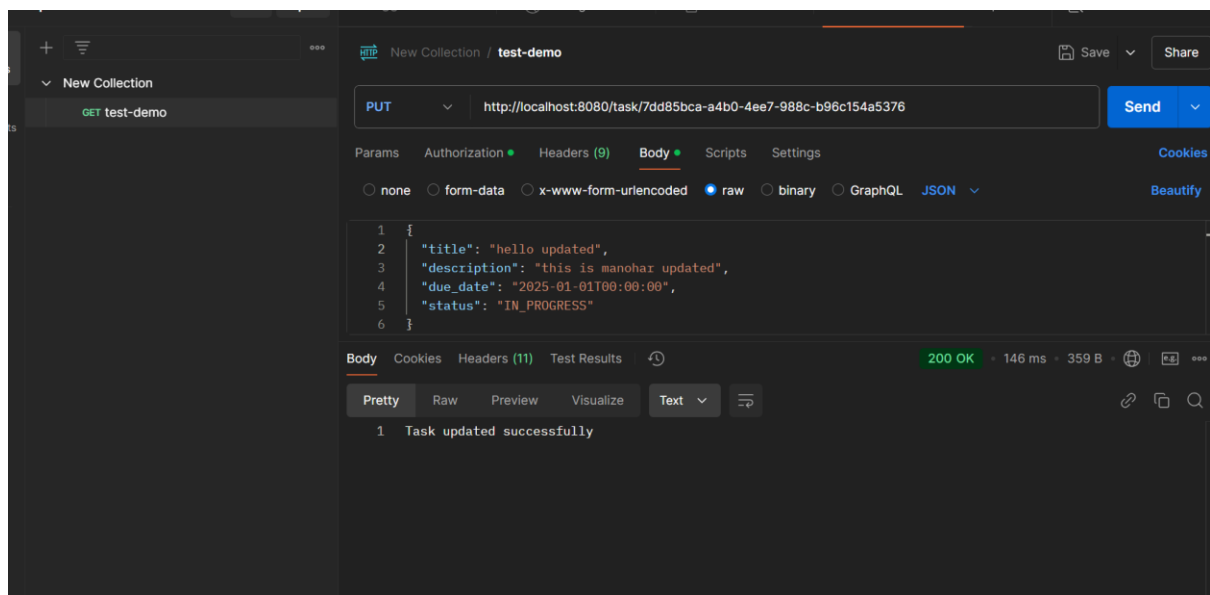 New Collection / test-demo
Save
Share
New Collection
GET test-demo
PUT http://localhost:8080/task/7dd85bca-a4b0-4ee7-988c-b96c154a5376 Send
Params Authorization Headers (9) Body Scripts Settings Cookies
none form-data x-www-form-urlencoded raw binary GraphQL JSON Beautify
1 {
2 "title": "hello updated",
3 "description": "this is manohar updated",
4 "due_date": "2025-01-01T00:00:00",
5 "status": "IN_PROGRESS"
6 }
Body Cookies Headers (11) Test Results 200 OK 146 ms 359 B e.g.
Pretty Raw Preview Visualize Text
1 Task updated successfully